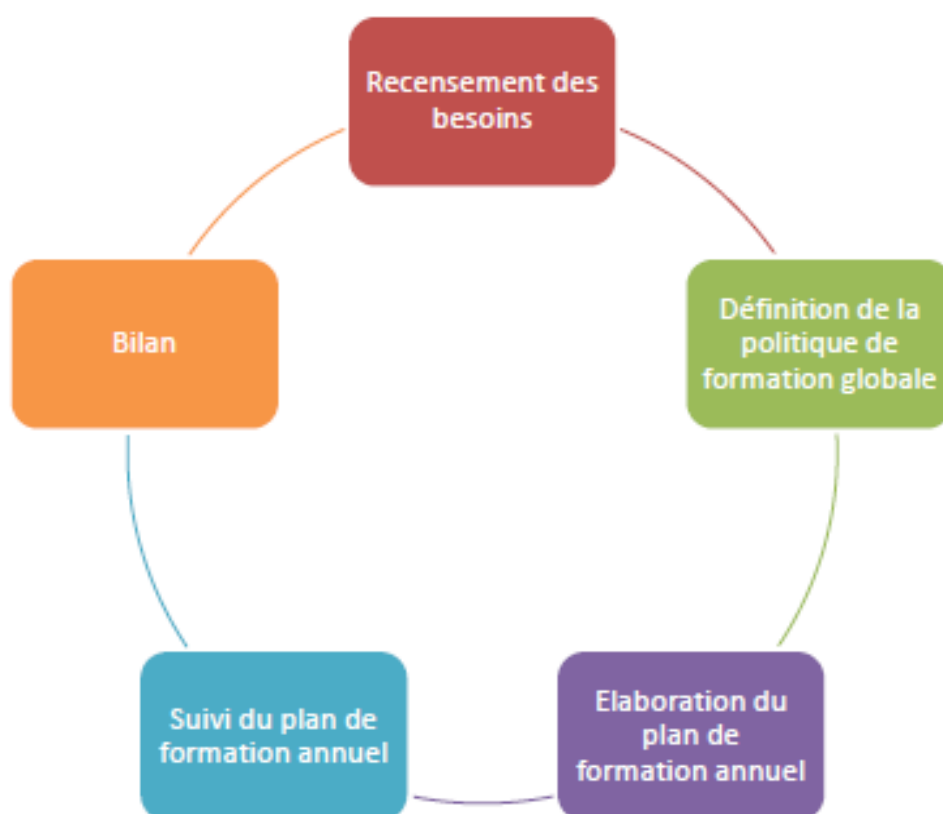 Recensement des
besoins
Définition de la
politique de
formation globale
Elaboration du
plan de
formation annuel
Suivi du plan de
formation annuel
Bilan